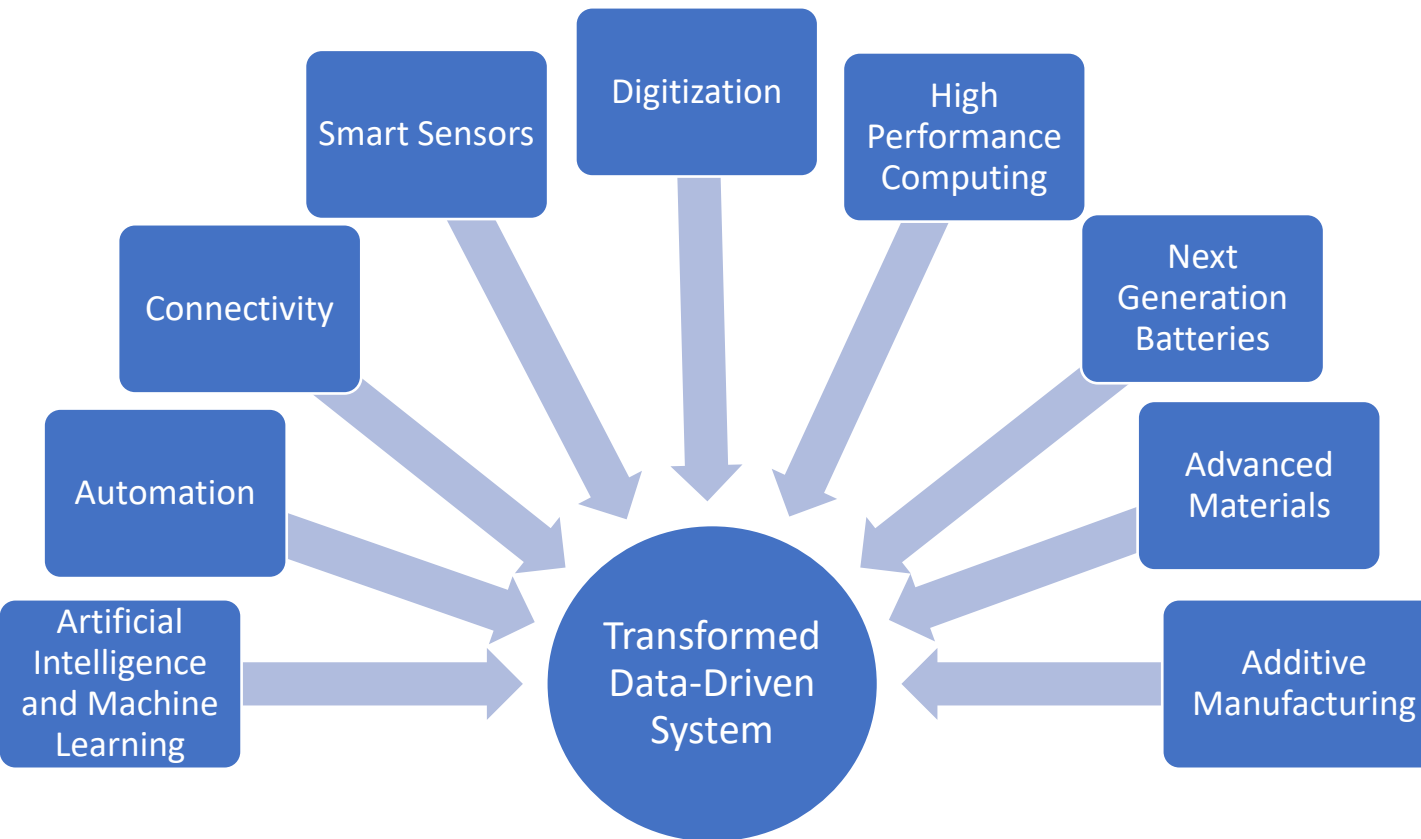 Digitization
Smart Sensors
High
Performance
Computing
Connectivity
Next
Generation
Batteries
Automation
Advanced
Materials
Artificial
Intelligence
and Machine
Learning
Transformed
Data-Driven
System
Additive
Manufacturing